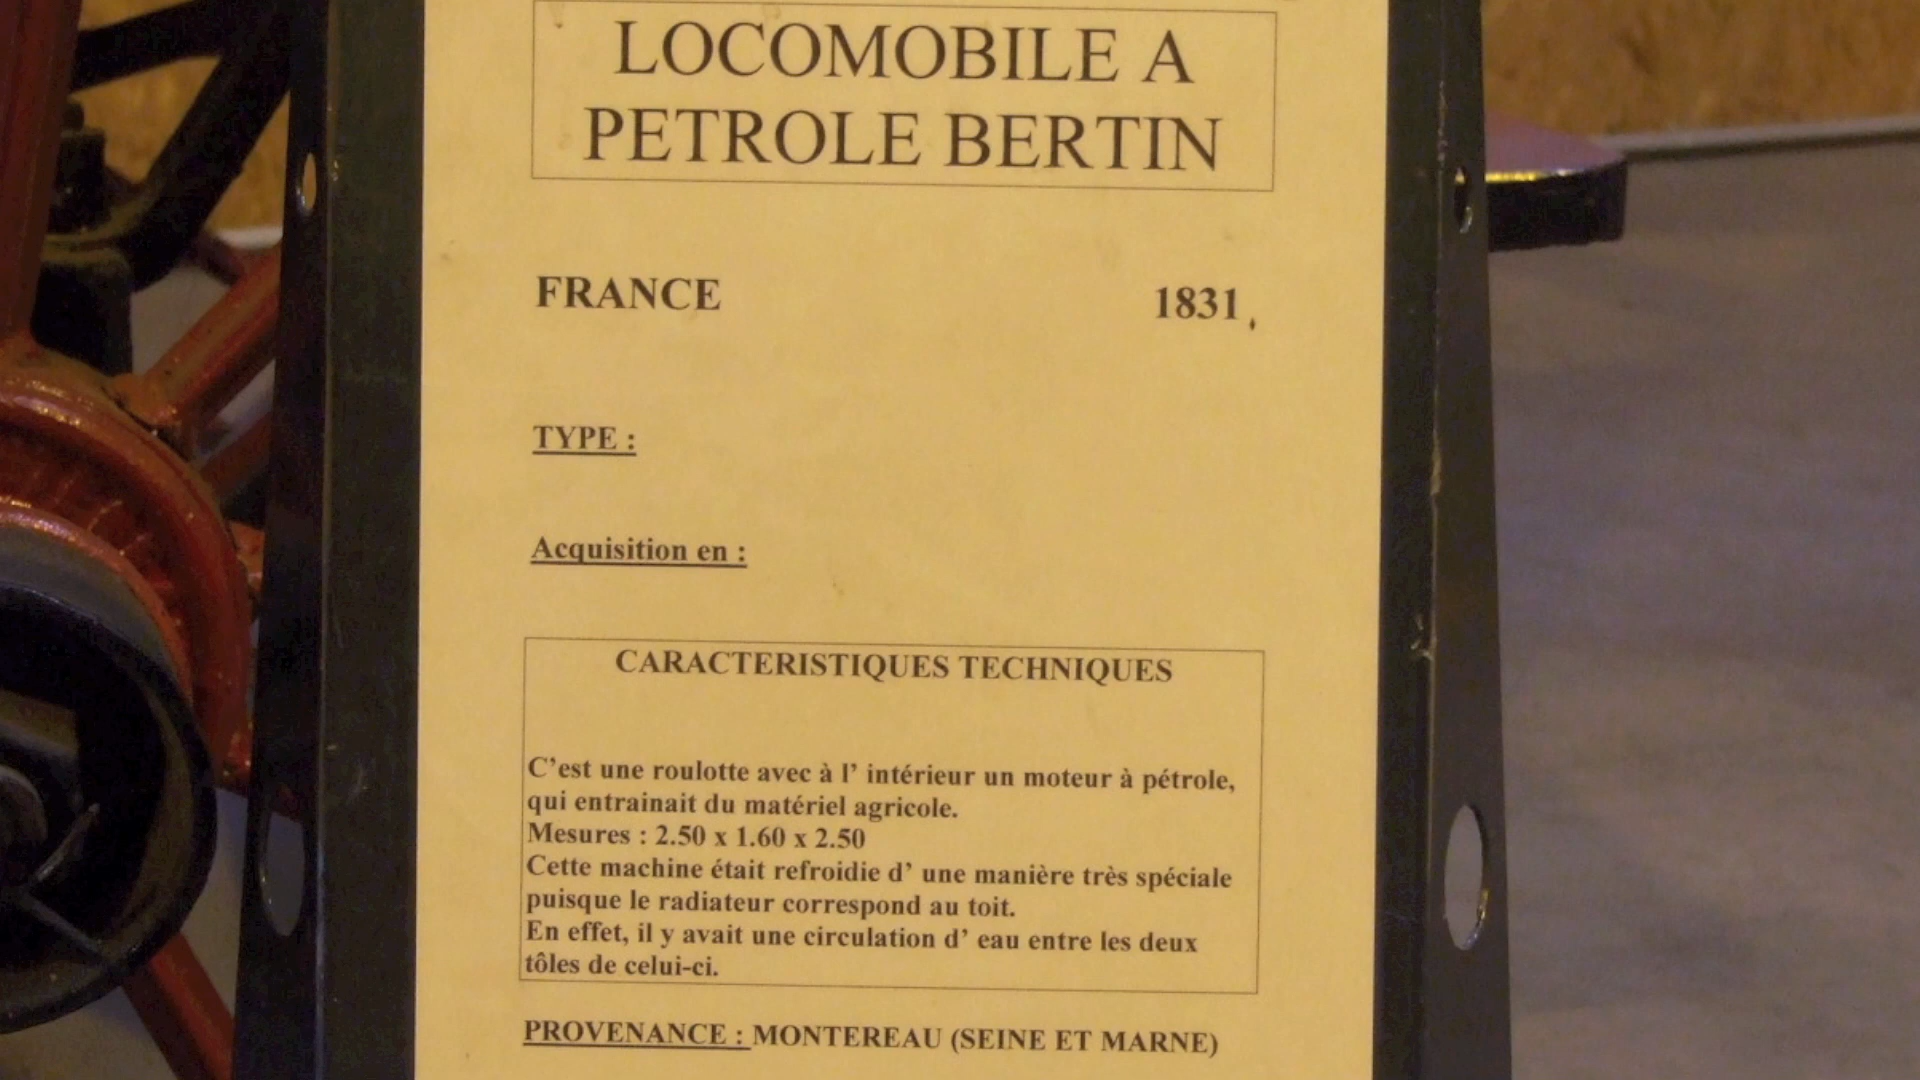 LOCOMOBILE A
PETROLE BERTIN
FRANCE 1831
TYPE :
Acquisition en :
CARACTERISTIQUES TECHNIQUES
C’est une roulotte avec à l’ intérieur un moteur à pétrole,
qui entrainait du matériel agricole.
Mesures : 2.50 x 1.60 x 2.50
Cette machine était refroidie d’ une manière très spéciale
puisque le radiateur correspond au toit.
En effet, il y avait une circulation d’ eau entre les deux
tôles de celui-ci.
PROVENANCE : MONTEREAU (SEINE ET MARNE)